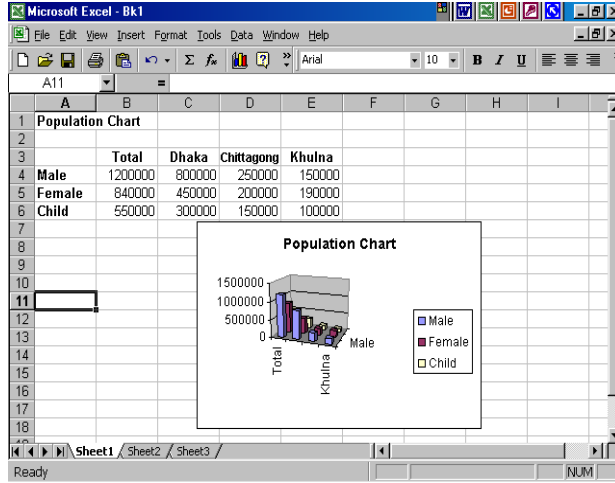 Microsoft Excel - Bk1
File Edit View Insert Format Tools Data Window Help
Arial 10 B I U
A11 =
A B C D E F G H I
1 Population Chart
2
3 Total Dhaka Chittagong Khulna
4 Male 1200000 800000 250000 150000
5 Female 840000 450000 200000 190000
6 Child 550000 300000 150000 100000
7
8
9
10
11
12
13
14
15
16
17
18
Population Chart
1500000
1000000
500000
0
Total
Khulna
Male
Male
Female
Child
Sheet1 Sheet2 Sheet3
Ready NUM